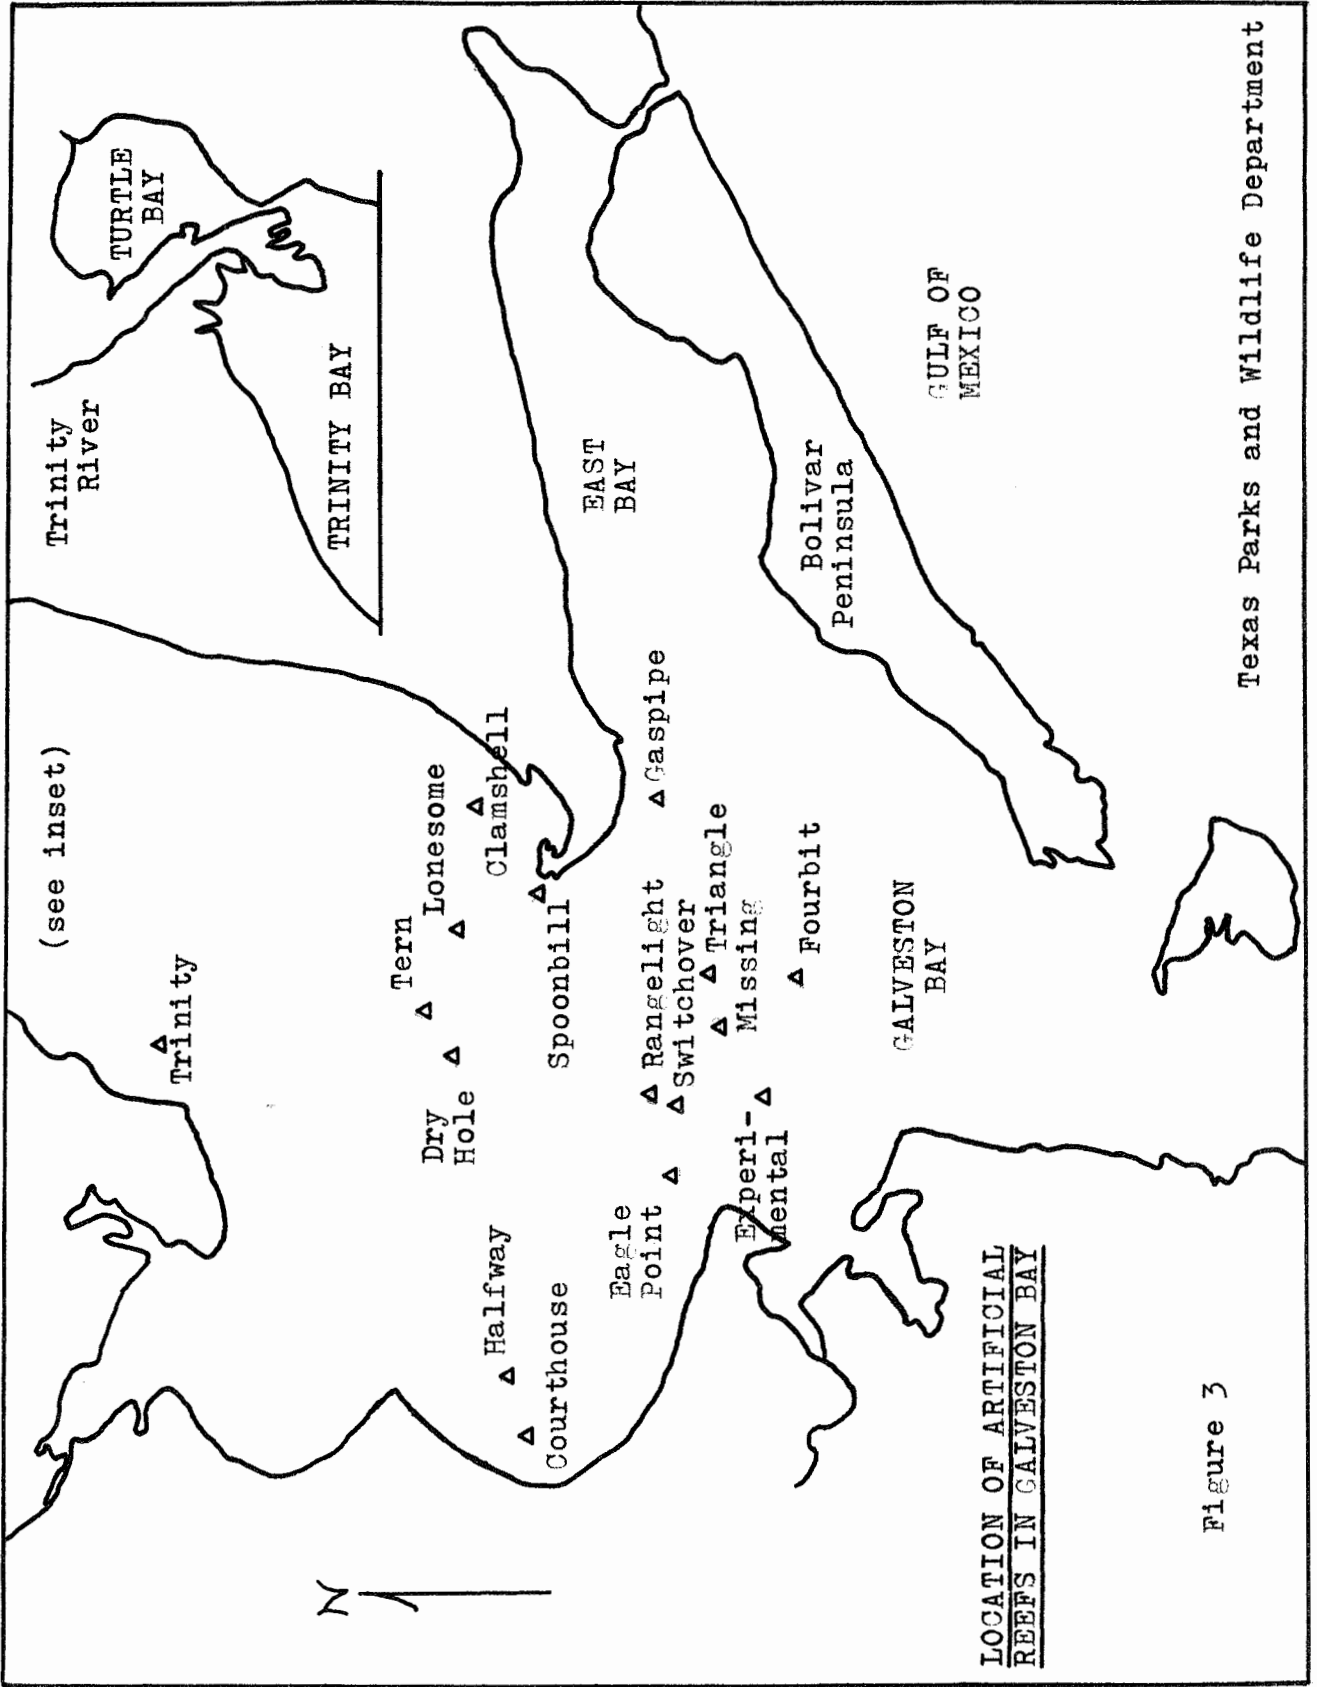 (see inset)
Trinity
River
TURTLE
BAY
TRINITY BAY
Trinity
Tern
Lonesome
Clamshell
Dry
Hole
Halfway
Courthouse
Spoonbill
EAST
BAY
Eagle
Point
Rangelight
Switchover
Gaspipe
Triangle
Missing
Experi-
mental
Fourbit
Bolivar
Peninsula
GALVESTON
BAY
GULF OF
MEXICO
N
LOCATION OF ARTIFICIAL
REEFS IN GALVESTON BAY
Figure 3
Texas Parks and Wildlife Department